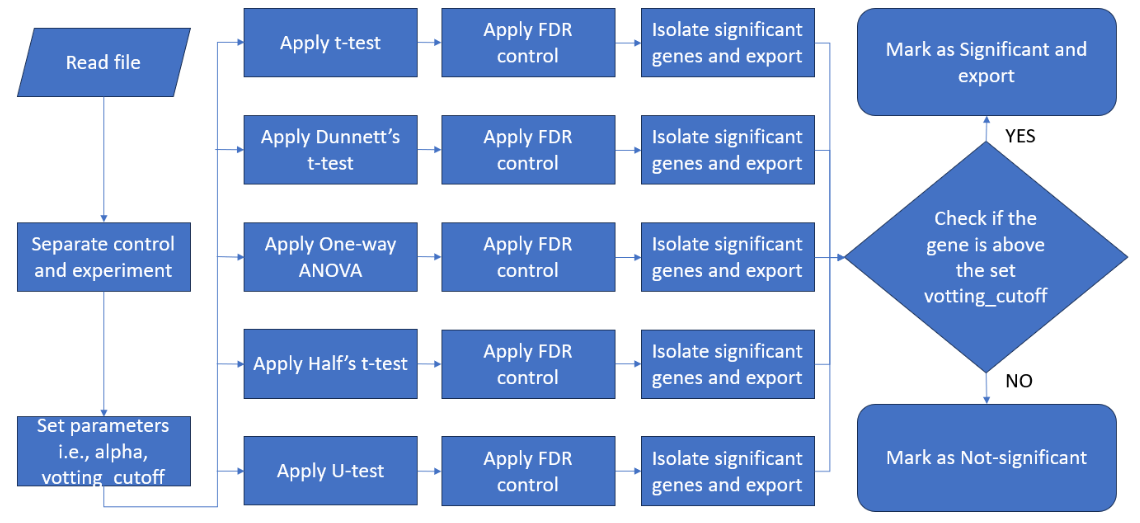 Read file
Separate control
and experiment
Set parameters
i.e., alpha,
votting_cutoff
Apply t-test
Apply FDR
control
Isolate significant
genes and export
Apply Dunnett's
t-test
Apply FDR
control
Isolate significant
genes and export
Apply One-way
ANOVA
Apply FDR
control
Isolate significant
genes and export
Apply Half's t-test
Apply FDR
control
Isolate significant
genes and export
Apply U-test
Apply FDR
control
Isolate significant
genes and export
Check if the
gene is above
the set
votting_cutoff
YES
Mark as Significant and
export
NO
Mark as Not-significant